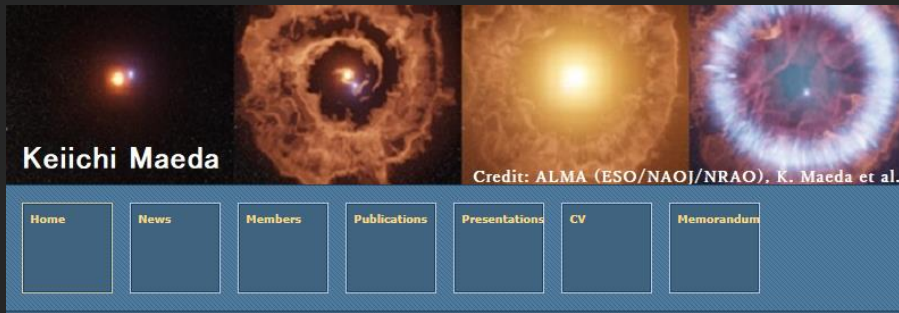 Keiichi Maeda
Credit: ALMA (ESO/NAOJ/NRAO), K. Maeda et al.
Home News Members Publications Presentations CV Memorandum